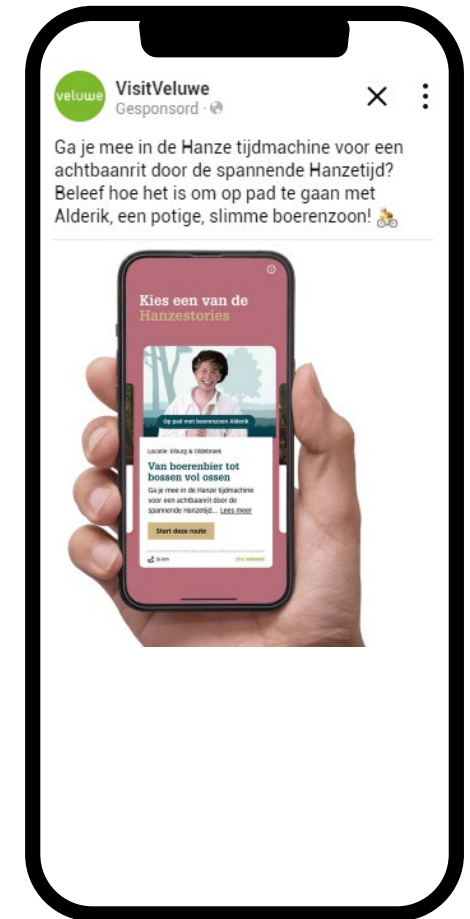 veluwe
VisitVeluwe
Gesponsord ·
Ga je mee in de Hanze tijdmachine voor een
achtbaanrit door de spannende Hanzetijd?
Beleef hoe het is om op pad te gaan met
Alderik, een potige, slimme boerenzoon! 🚴
Kies een van de
Hanzestories
Op pad met boerenzoon Alderik
Locatie: Elburg & Oldebroek
Van boerenbier tot
bossen vol ossen
Ga je mee in de Hanze tijdmachine
voor een achtbaanrit door de
spannende Hanzetijd... Lees meer
Start deze route
km